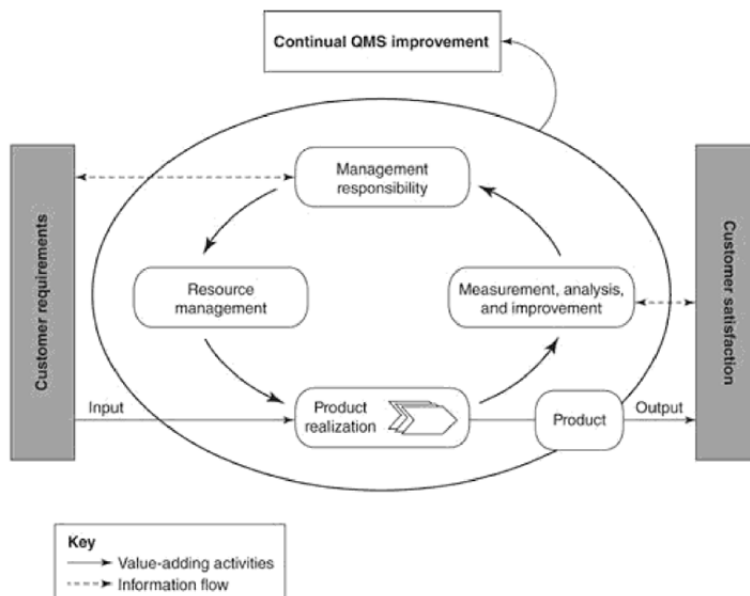 Continual QMS improvement
Customer requirements
Management
responsibility
Resource
management
Measurement, analysis,
and improvement
Customer satisfaction
Input
Product
realization
Product
Output
Key
Value-adding activities
Information flow